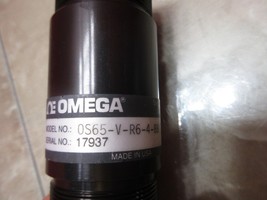 OMEGA
MODEL NO.: OS65-V-R6-4-
SERIAL NO.: 17937
MADE IN